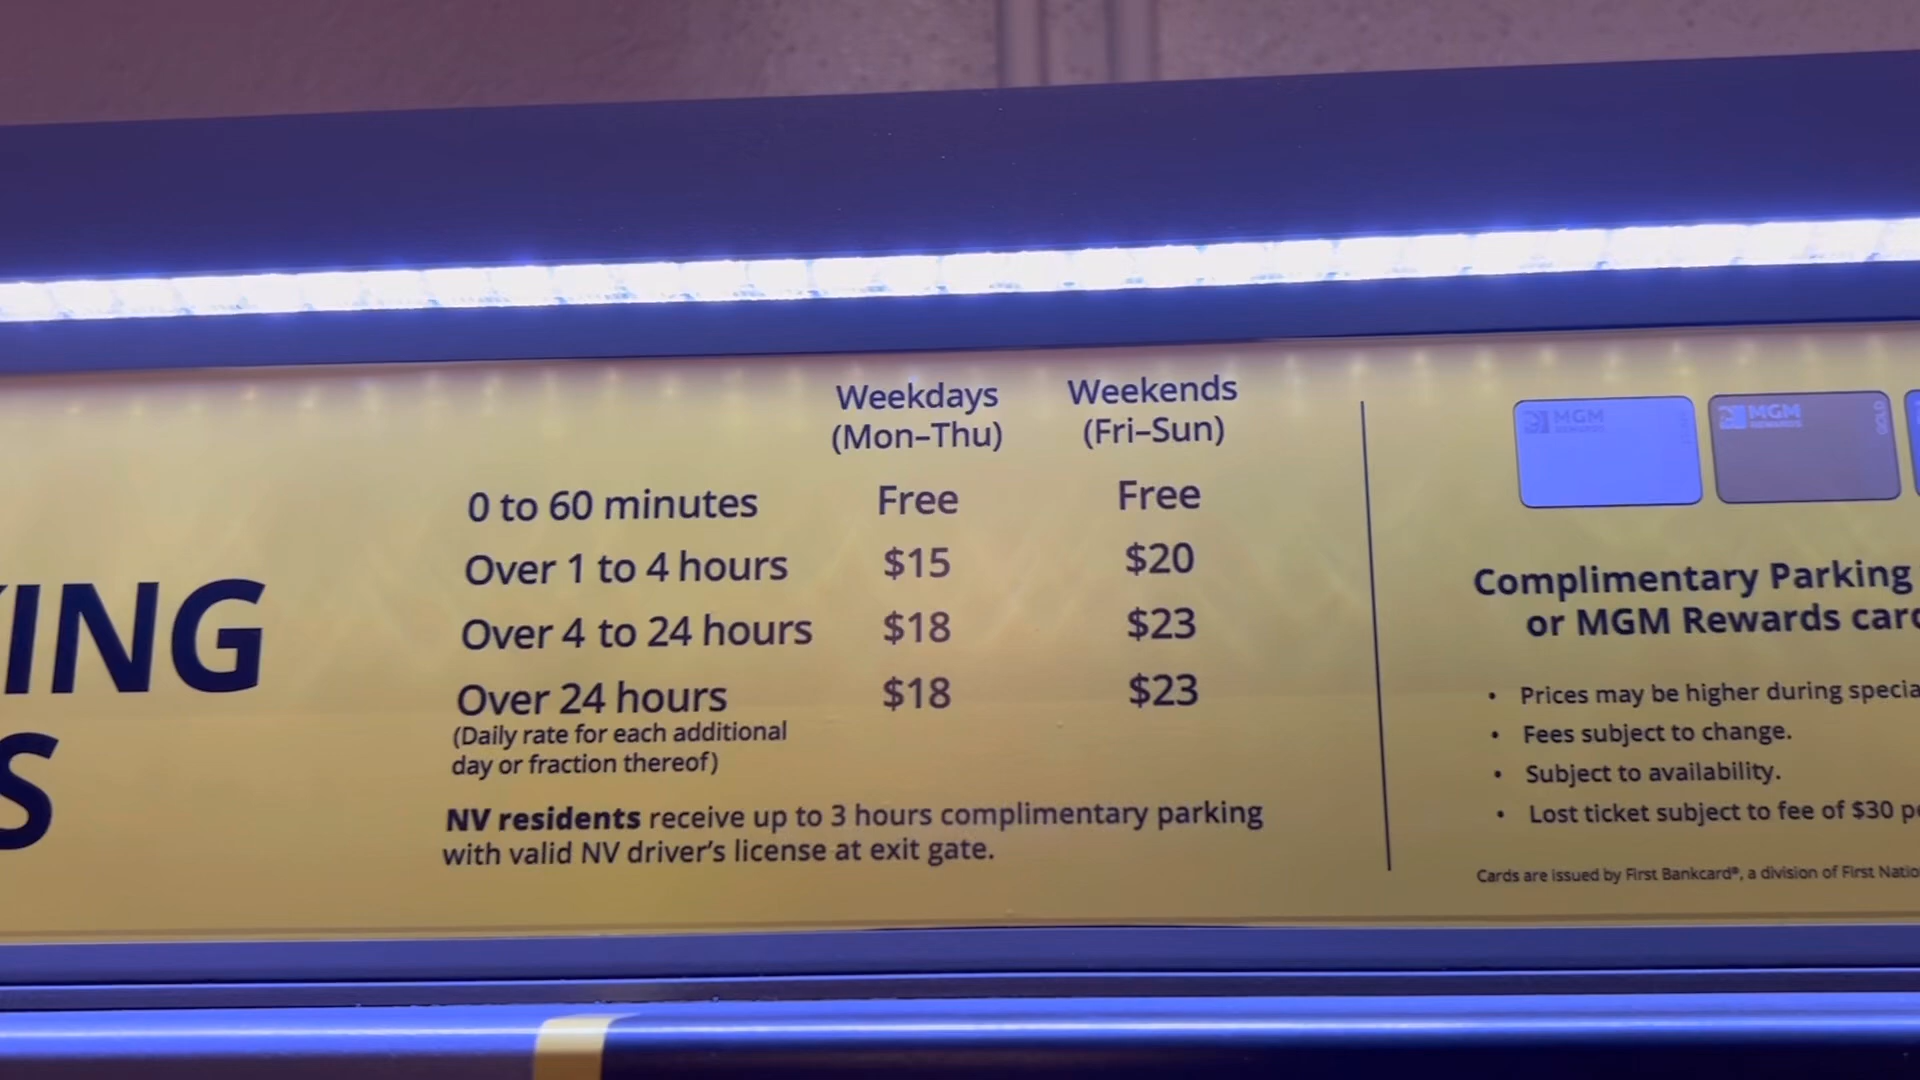 ING
S
Weekdays Weekends
(Mon–Thu) (Fri–Sun)
0 to 60 minutes Free Free
Over 1 to 4 hours $15 $20
Over 4 to 24 hours $18 $23
Over 24 hours $18 $23
(Daily rate for each additional
day or fraction thereof)
NV residents receive up to 3 hours complimentary parking
with valid NV driver's license at exit gate.
MGM
REWARDS
MGM
REWARDS
GOLD
Complimentary Parking
or MGM Rewards card
• Prices may be higher during specia
• Fees subject to change.
• Subject to availability.
• Lost ticket subject to fee of $30 pe
Cards are issued by First Bankcard®, a division of First Natio